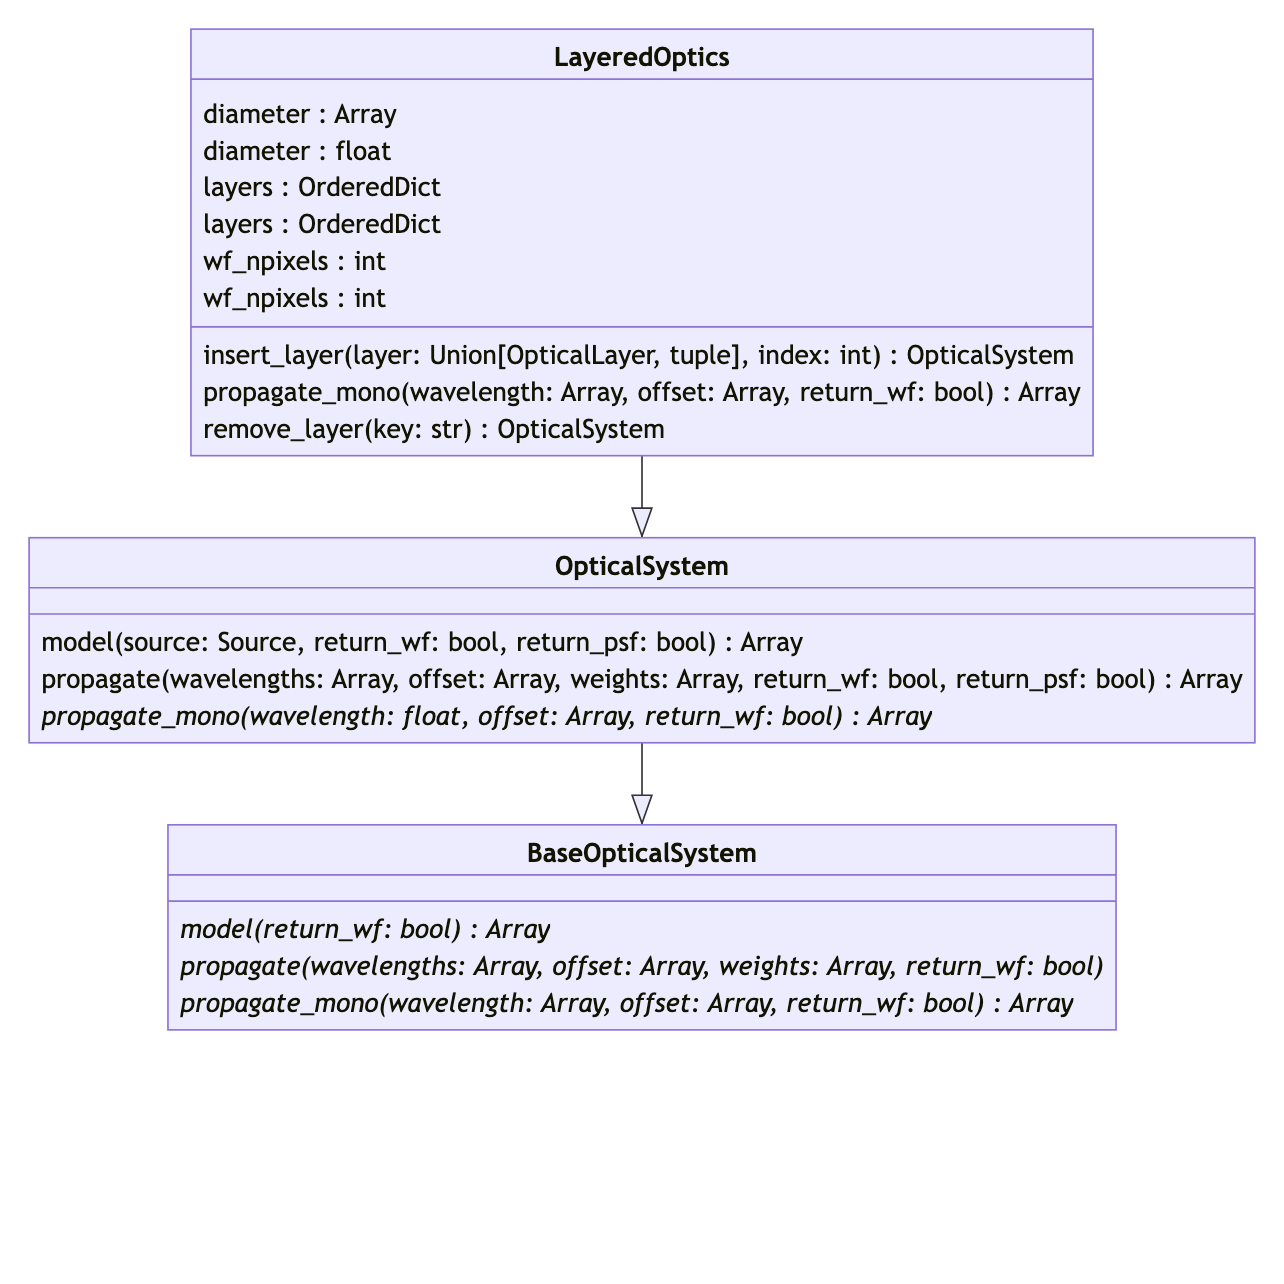 LayeredOptics
diameter : Array
diameter : float
layers : OrderedDict
layers : OrderedDict
wf_npixels : int
wf_npixels : int
insert_layer(layer: Union[OpticalLayer, tuple], index: int) : OpticalSystem
propagate_mono(wavelength: Array, offset: Array, return_wf: bool) : Array
remove_layer(key: str) : OpticalSystem
OpticalSystem
model(source: Source, return_wf: bool, return_psf: bool) : Array
propagate(wavelengths: Array, offset: Array, weights: Array, return_wf: bool, return_psf: bool) : Array
propagate_mono(wavelength: float, offset: Array, return_wf: bool) : Array
BaseOpticalSystem
model(return_wf: bool) : Array
propagate(wavelengths: Array, offset: Array, weights: Array, return_wf: bool)
propagate_mono(wavelength: Array, offset: Array, return_wf: bool) : Array